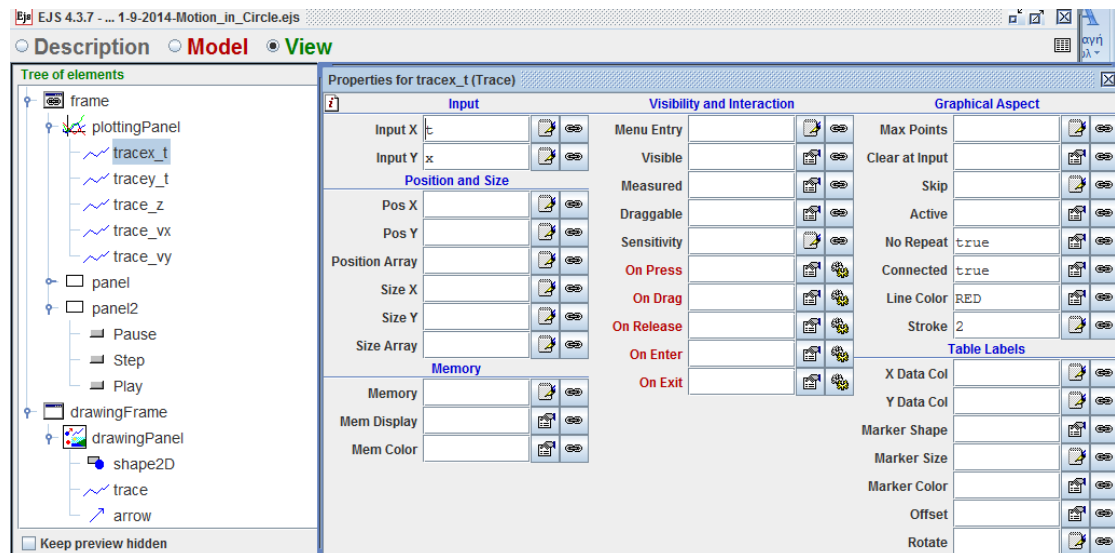 EJS 4.3.7 - ... 1-9-2014-Motion_in_Circle.ejs
Description Model View
αγή
Tree of elements
frame
plottingPanel
tracex_t
tracey_t
trace_z
trace_vx
trace_vy
panel
panel2
Pause
Step
Play
drawingFrame
drawingPanel
shape2D
trace
arrow
Keep preview hidden
Properties for tracex_t (Trace)
Input
Input X t
Input Y x
Position and Size
Pos X
Pos Y
Position Array
Size X
Size Y
Size Array
Memory
Memory
Mem Display
Mem Color
Visibility and Interaction
Menu Entry
Visible
Measured
Draggable
Sensitivity
On Press
On Drag
On Release
On Enter
On Exit
Graphical Aspect
Max Points
Clear at Input
Skip
Active
No Repeat true
Connected true
Line Color RED
Stroke 2
Table Labels
X Data Col
Y Data Col
Marker Shape
Marker Size
Marker Color
Offset
Rotate